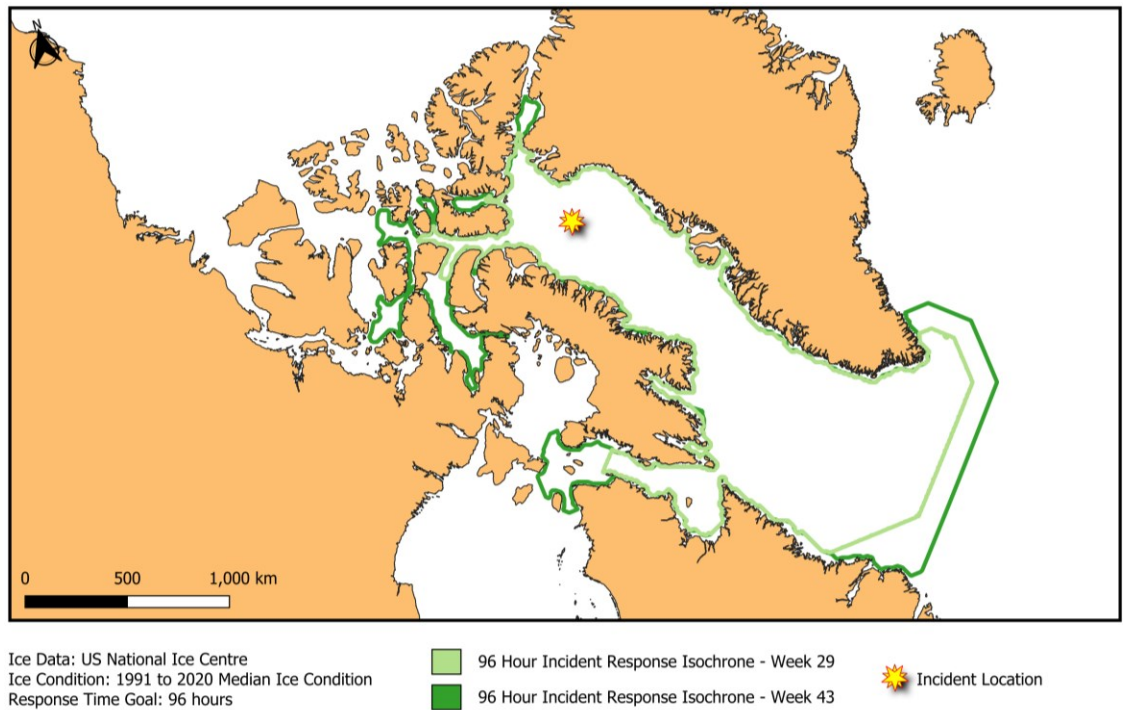 N
0 500 1,000 km
Ice Data: US National Ice Centre
Ice Condition: 1991 to 2020 Median Ice Condition
Response Time Goal: 96 hours
96 Hour Incident Response Isochrone - Week 29
96 Hour Incident Response Isochrone - Week 43
Incident Location